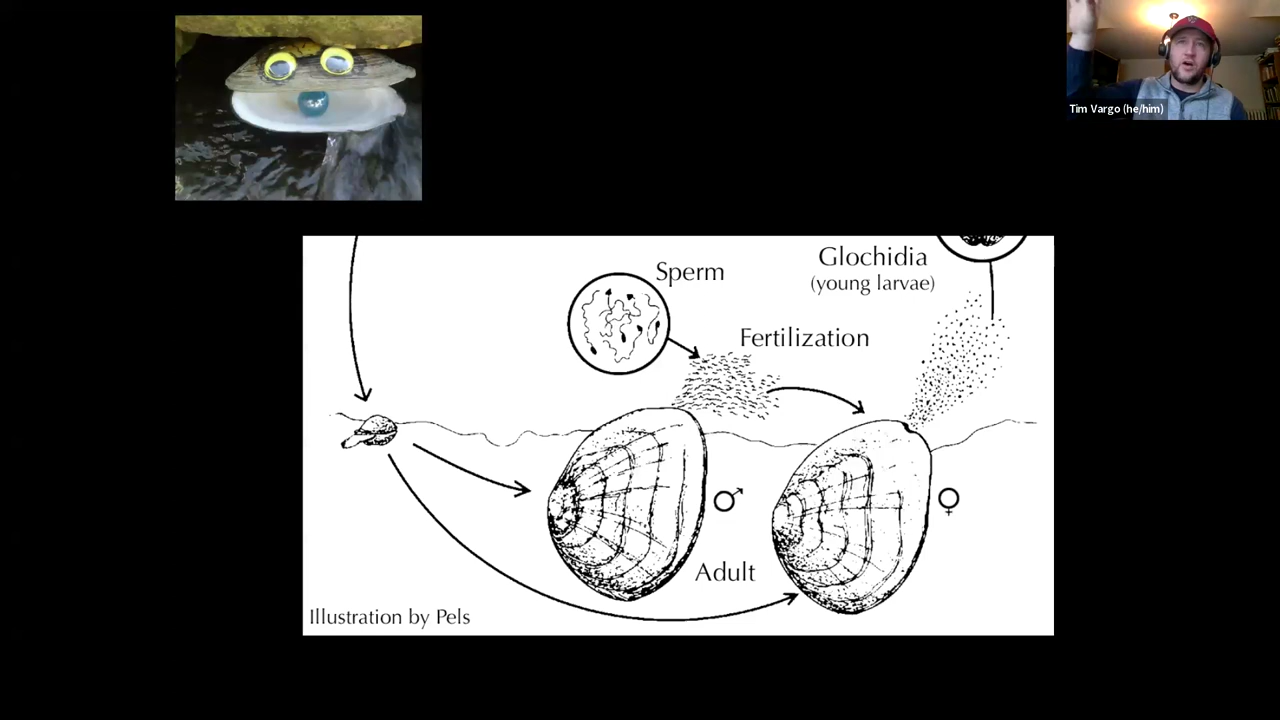 Tim Vargo (he/him)
Sperm
Glochidia
(young larvae)
Fertilization
Adult
Illustration by Pels